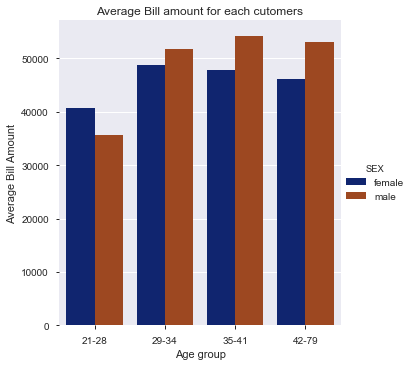 Average Bill amount for each cutomers
Average Bill Amount
50000
40000
30000
20000
10000
0
21-28
29-34
35-41
42-79
Age group
SEX
female
male